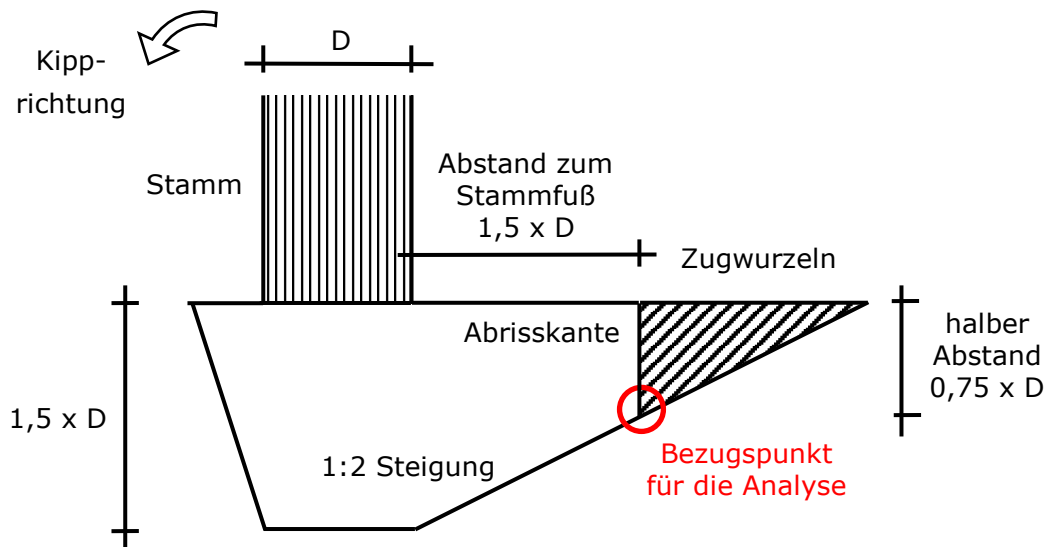 Kipp-
richtung
D
Stamm
Abstand zum
Stammfuß
1,5 x D
Zugwurzeln
Abrisskante
halber
Abstand
0,75 x D
1,5 x D
1:2 Steigung
Bezugspunkt
für die Analyse